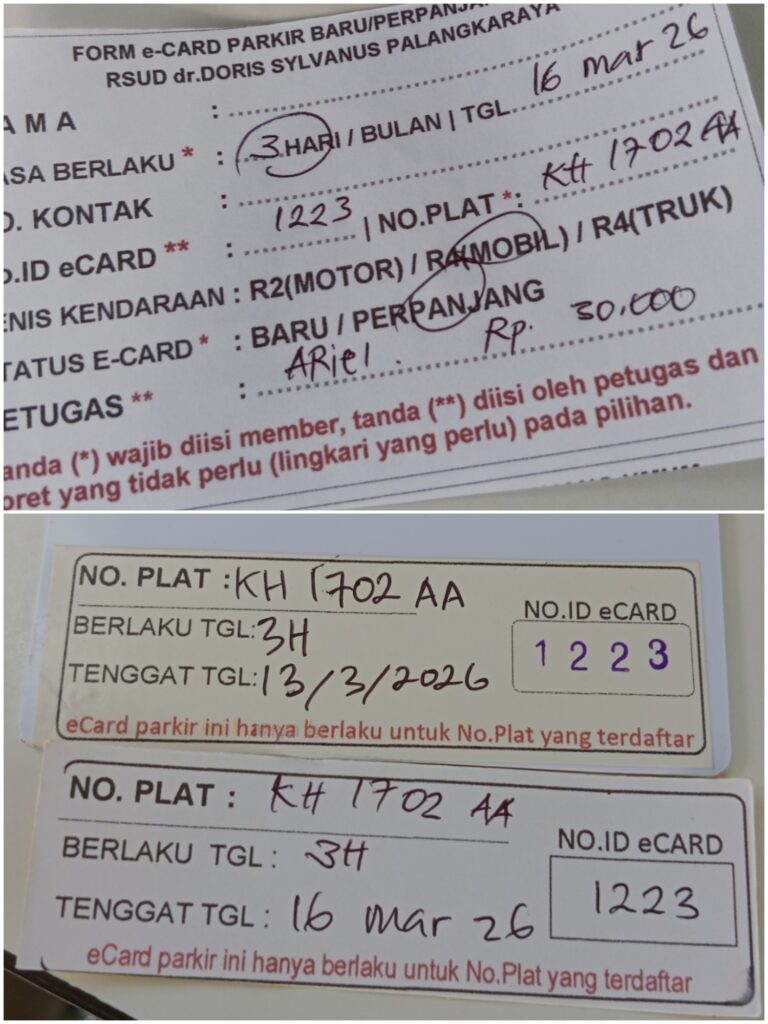 FORM e-CARD PARKIR BARU/PERPANJA
RSUD dr.DORIS SYLVANUS PALANGKARAYA
AMA :
ASA BERLAKU * : 3 HARI / BULAN | TGL 16 mar 26
O. KONTAK :
O.ID eCARD ** : 1223 | NO.PLAT *: KH 1702 AA
ENIS KENDARAAN : R2(MOTOR) / R4(MOBIL) / R4(TRUK)
TATUS E-CARD * : BARU / PERPANJANG
ETUGAS ** : ARiel. Rp. 30.000
anda (*) wajib diisi member, tanda (**) diisi oleh petugas dan
oret yang tidak perlu (lingkari yang perlu) pada pilihan.
NO. PLAT : KH 1702 AA
BERLAKU TGL: 3H
TENGGAT TGL: 13/3/2026
NO.ID eCARD
1223
eCard parkir ini hanya berlaku untuk No.Plat yang terdaftar
NO. PLAT : KH 1702 AA
BERLAKU TGL : 3H
TENGGAT TGL : 16 mar 26
NO.ID eCARD
1223
eCard parkir ini hanya berlaku untuk No.Plat yang terdaftar